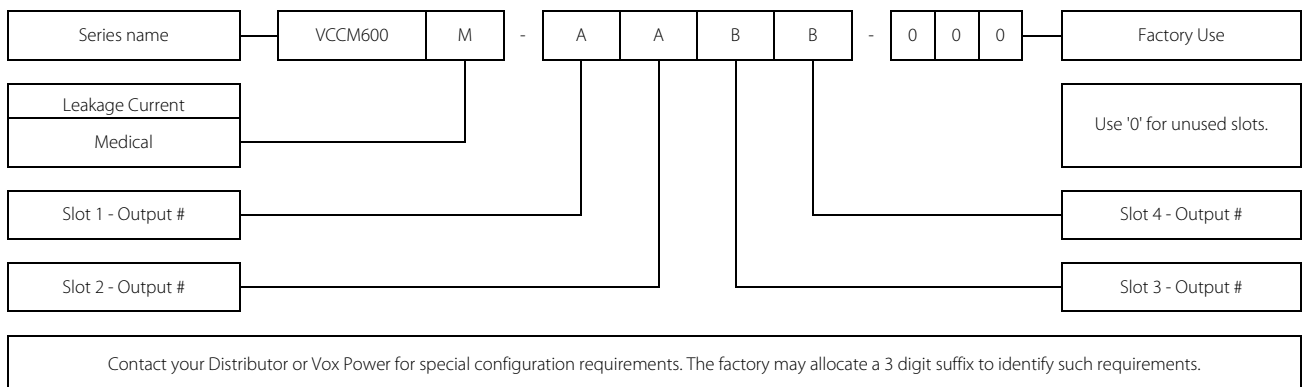 Series name VCCM600 M - A A B B - 0 0 0 Factory Use
Leakage Current
Medical
Use '0' for unused slots.
Slot 1 - Output #
Slot 4 - Output #
Slot 2 - Output #
Slot 3 - Output #
Contact your Distributor or Vox Power for special configuration requirements. The factory may allocate a 3 digit suffix to identify such requirements.